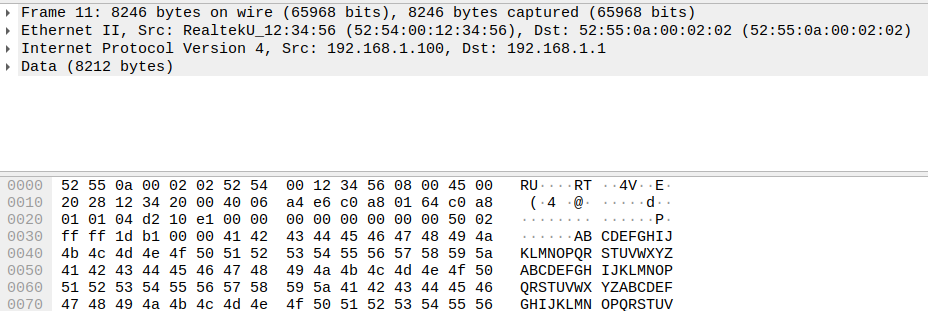 Frame 11: 8246 bytes on wire (65968 bits), 8246 bytes captured (65968 bits)
Ethernet II, Src: RealtekU_12:34:56 (52:54:00:12:34:56), Dst: 52:55:0a:00:02:02 (52:55:0a:00:02:02)
Internet Protocol Version 4, Src: 192.168.1.100, Dst: 192.168.1.1
Data (8212 bytes)
0000 52 55 0a 00 02 02 52 54 00 12 34 56 08 00 45 00 RU····RT ··4V··E·
0010 20 28 12 34 20 00 40 06 a4 e6 c0 a8 01 64 c0 a8 (·4 ·@· ·····d··
0020 01 01 04 d2 10 e1 00 00 00 00 00 00 00 00 50 02 ········ ······P·
0030 ff ff 1d b1 00 00 41 42 43 44 45 46 47 48 49 4a ······AB CDEFGHIJ
0040 4b 4c 4d 4e 4f 50 51 52 53 54 55 56 57 58 59 5a KLMNOPQR STUVWXYZ
0050 41 42 43 44 45 46 47 48 49 4a 4b 4c 4d 4e 4f 50 ABCDEFGH IJKLMNOP
0060 51 52 53 54 55 56 57 58 59 5a 41 42 43 44 45 46 QRSTUVWX YZABCDEF
0070 47 48 49 4a 4b 4c 4d 4e 4f 50 51 52 53 54 55 56 GHIJKLMN OPQRSTUV